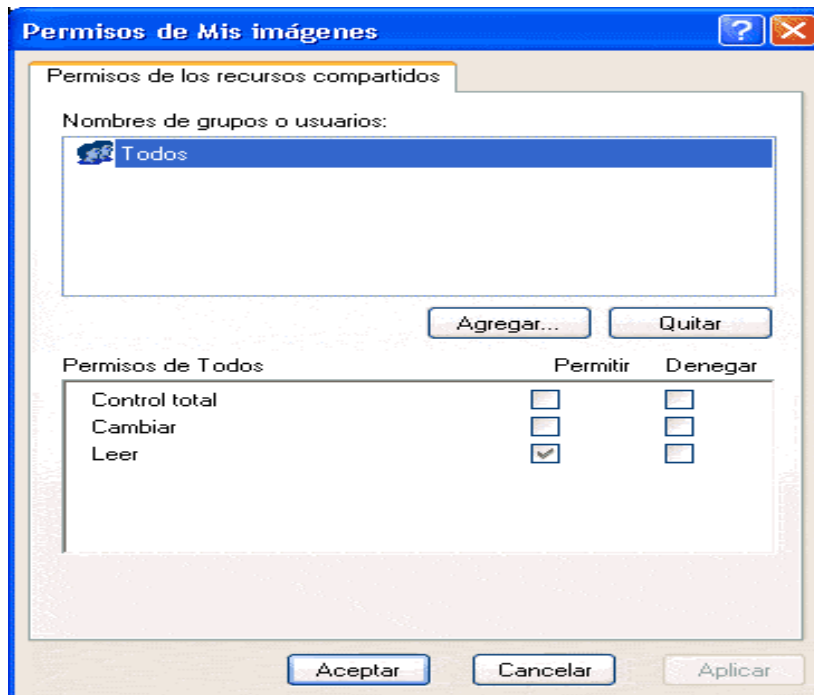 Permisos de Mis imágenes
Permisos de los recursos compartidos
Nombres de grupos o usuarios:
Todos
Agregar... Quitar
Permisos de Todos Permitir Denegar
Control total
Cambiar
Leer
Aceptar Cancelar Aplicar